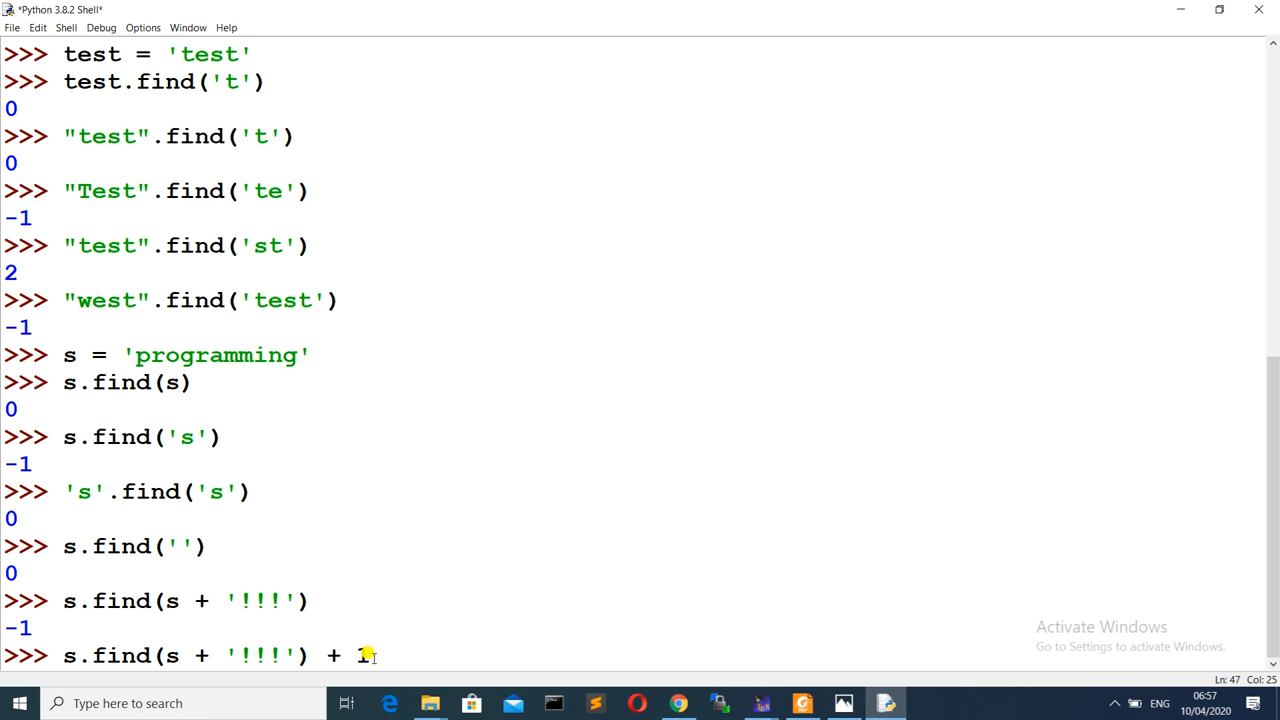 *Python 3.8.2 Shell*
File Edit Shell Debug Options Window Help
>>> test = 'test'
>>> test.find('t')
0
>>> "test".find('t')
0
>>> "Test".find('te')
-1
>>> "test".find('st')
2
>>> "west".find('test')
-1
>>> s = 'programming'
>>> s.find(s)
0
>>> s.find('s')
-1
>>> 's'.find('s')
0
>>> s.find('')
0
>>> s.find(s + '!!!')
-1
>>> s.find(s + '!!!') + 1
Activate Windows
Go to Settings to activate Windows.
Ln: 47 Col: 25
Type here to search
ENG
06:57
10/04/2020